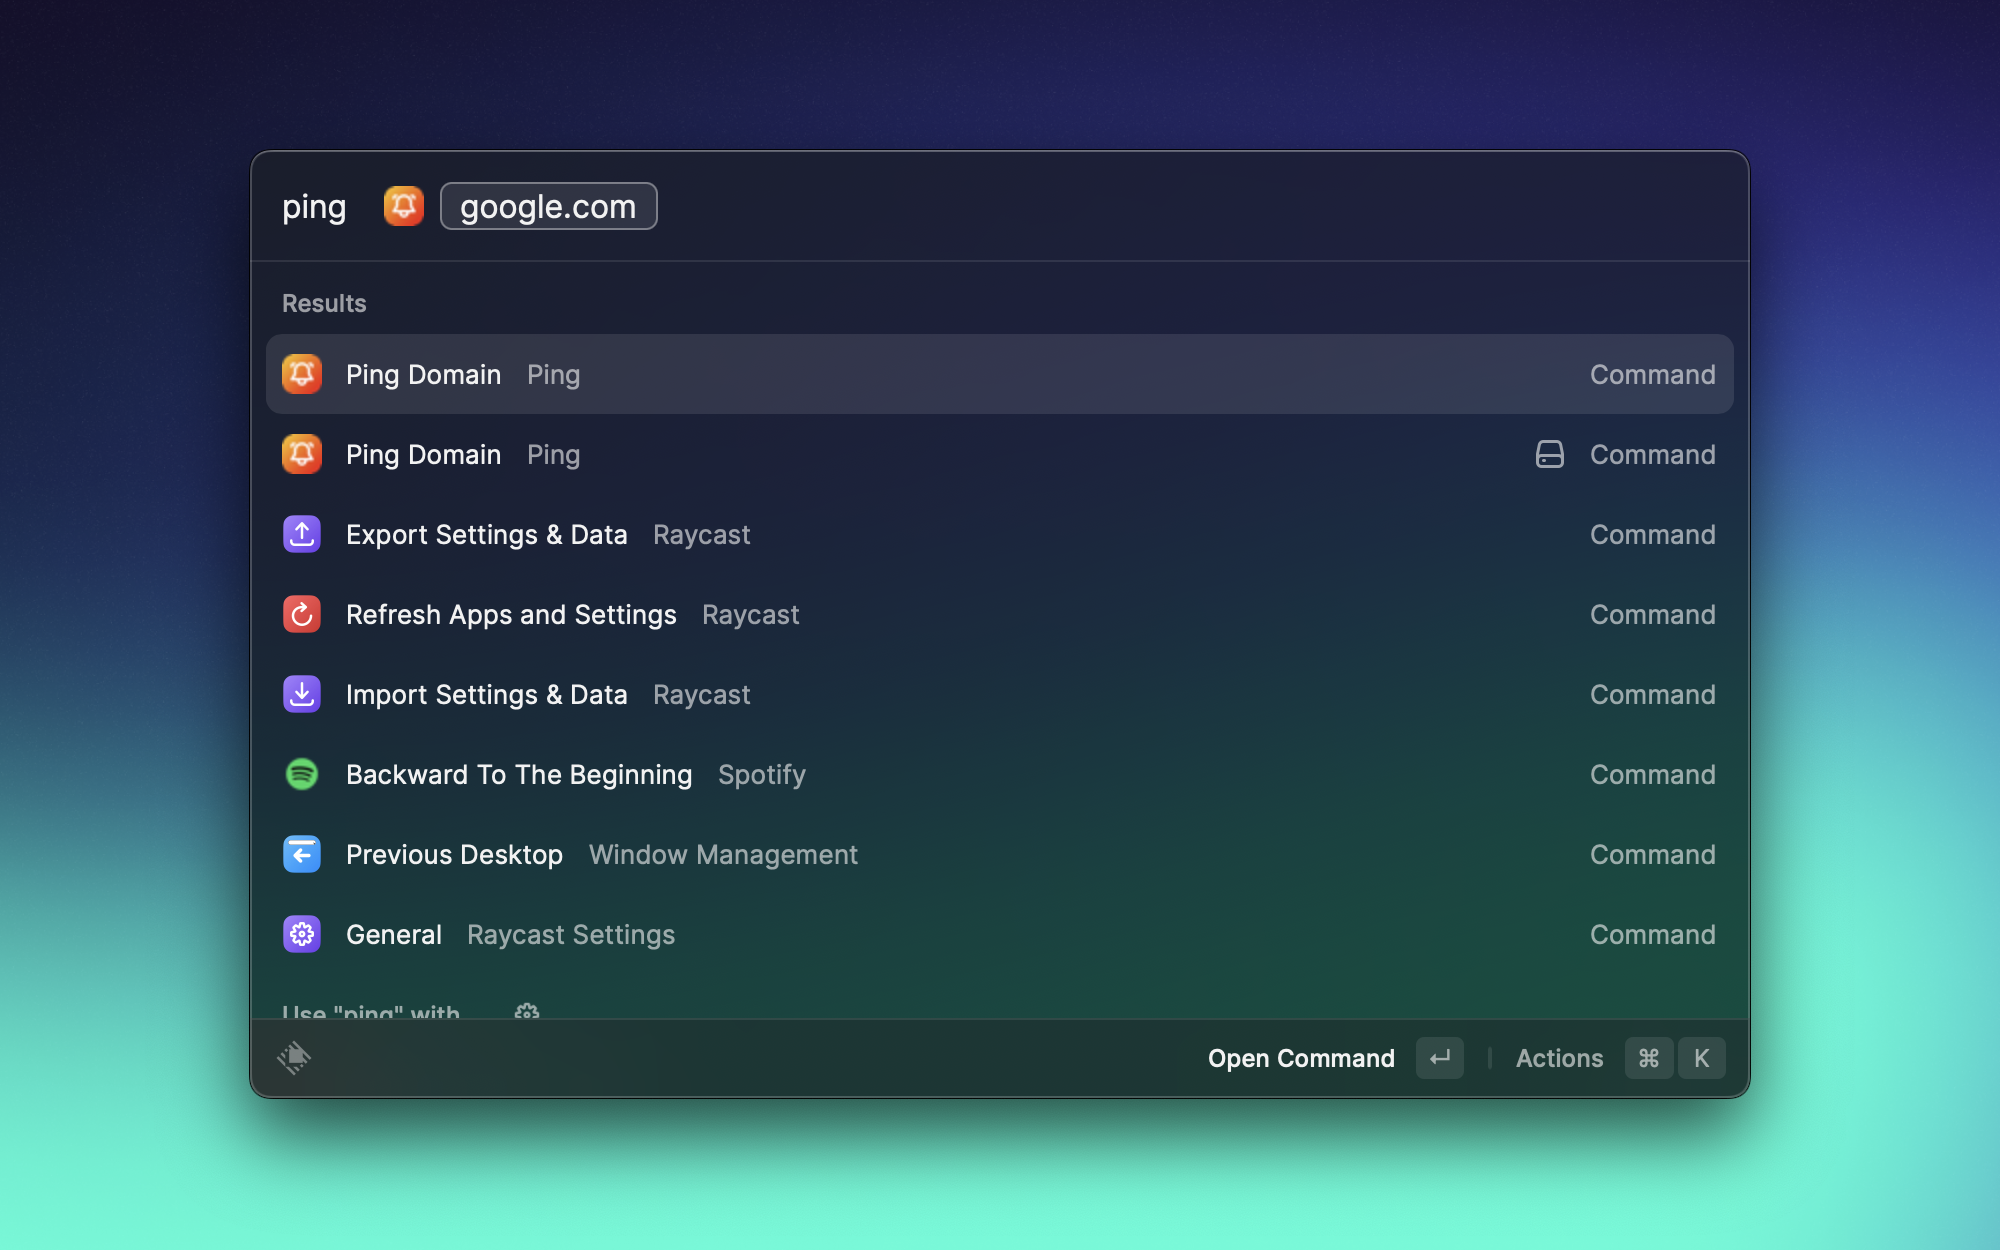 ping google.com
Results
Ping Domain Ping Command
Ping Domain Ping Command
Export Settings & Data Raycast Command
Refresh Apps and Settings Raycast Command
Import Settings & Data Raycast Command
Backward To The Beginning Spotify Command
Previous Desktop Window Management Command
General Raycast Settings Command
Use "ping" with
Open Command ↵ Actions ⌘ K